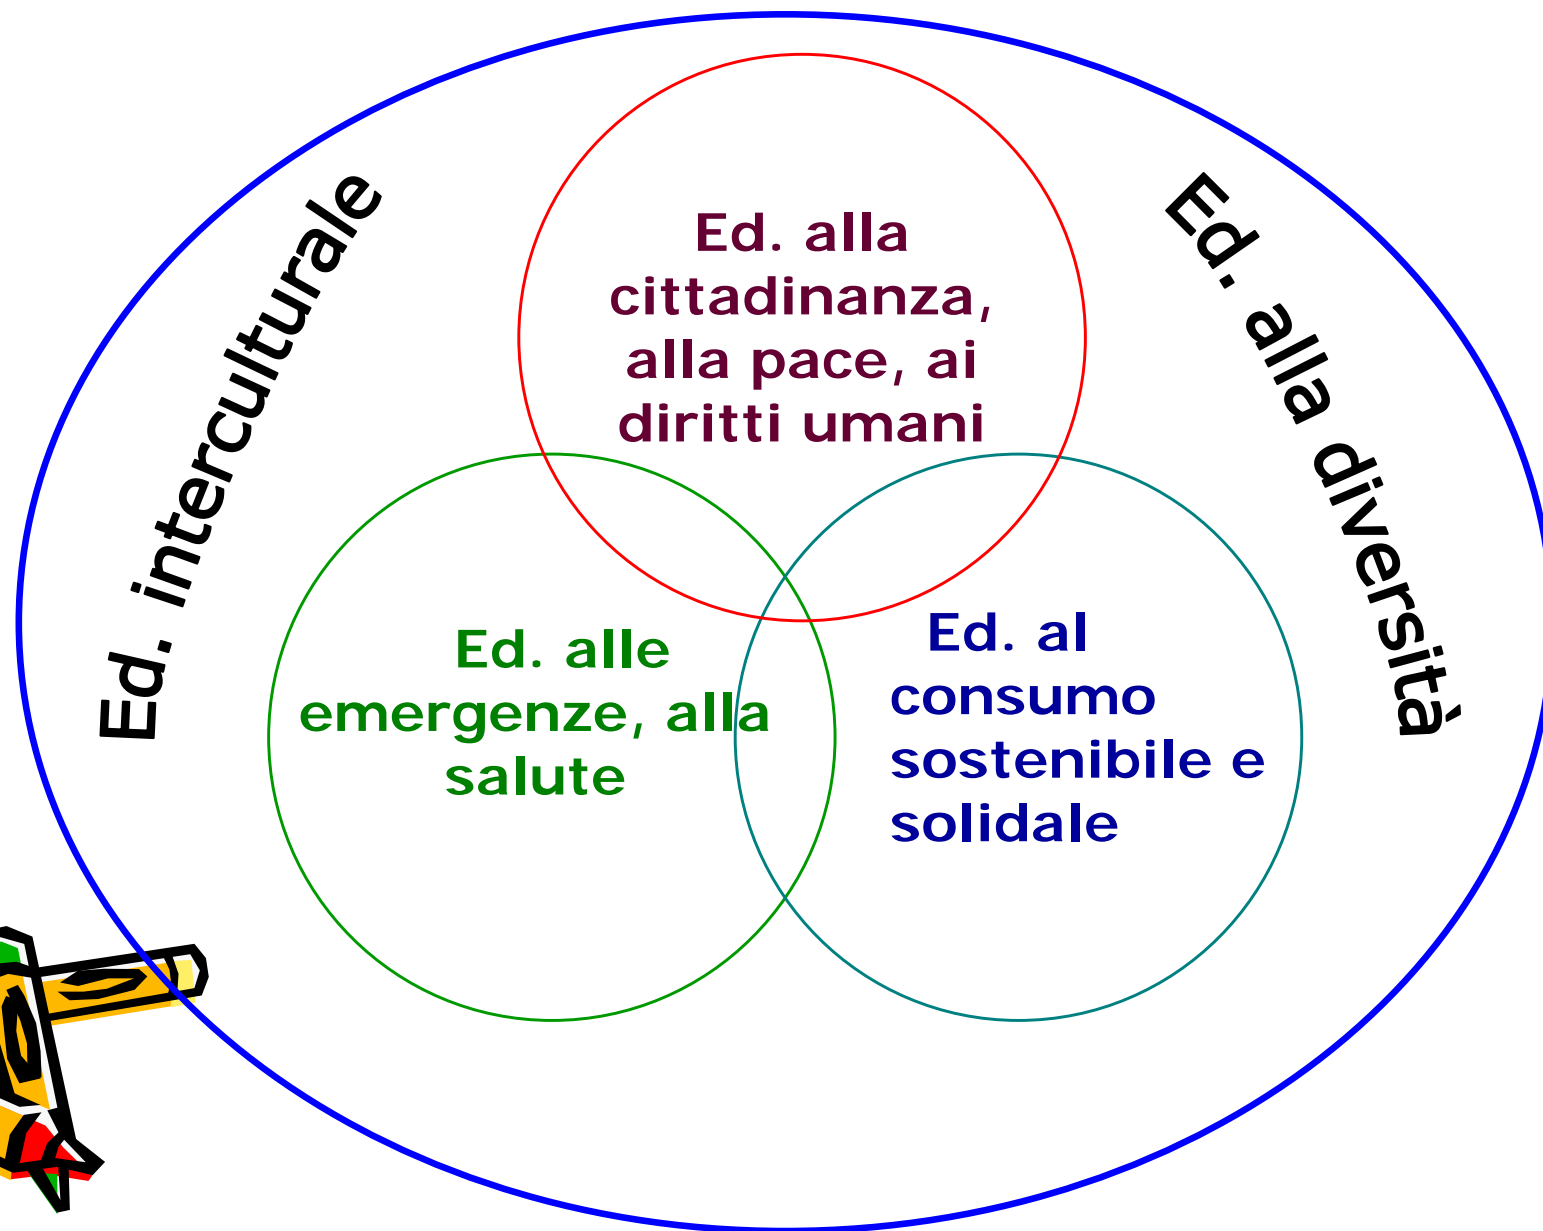 Ed. interculturale
Ed. alla
cittadinanza,
alla pace, ai
diritti umani
Ed. alla diversità
Ed. alle
emergenze, alla
salute
Ed. al
consumo
sostenibile e
solidale